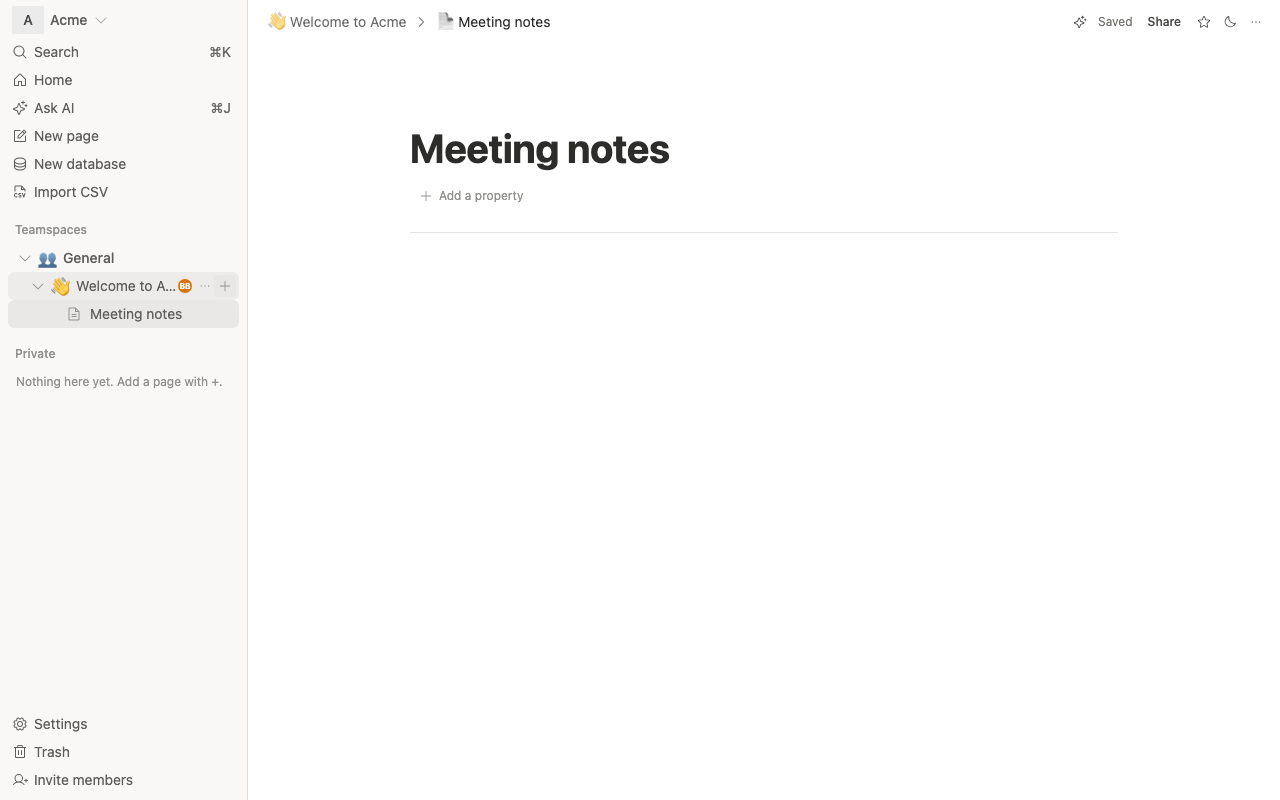 A Acme
Search ⌘K
Home
Ask AI ⌘J
New page
New database
Import CSV
Teamspaces
General
Welcome to A... BB
Meeting notes
Private
Nothing here yet. Add a page with +.
Settings
Trash
Invite members
Welcome to Acme > Meeting notes
Saved Share
Meeting notes
Add a property